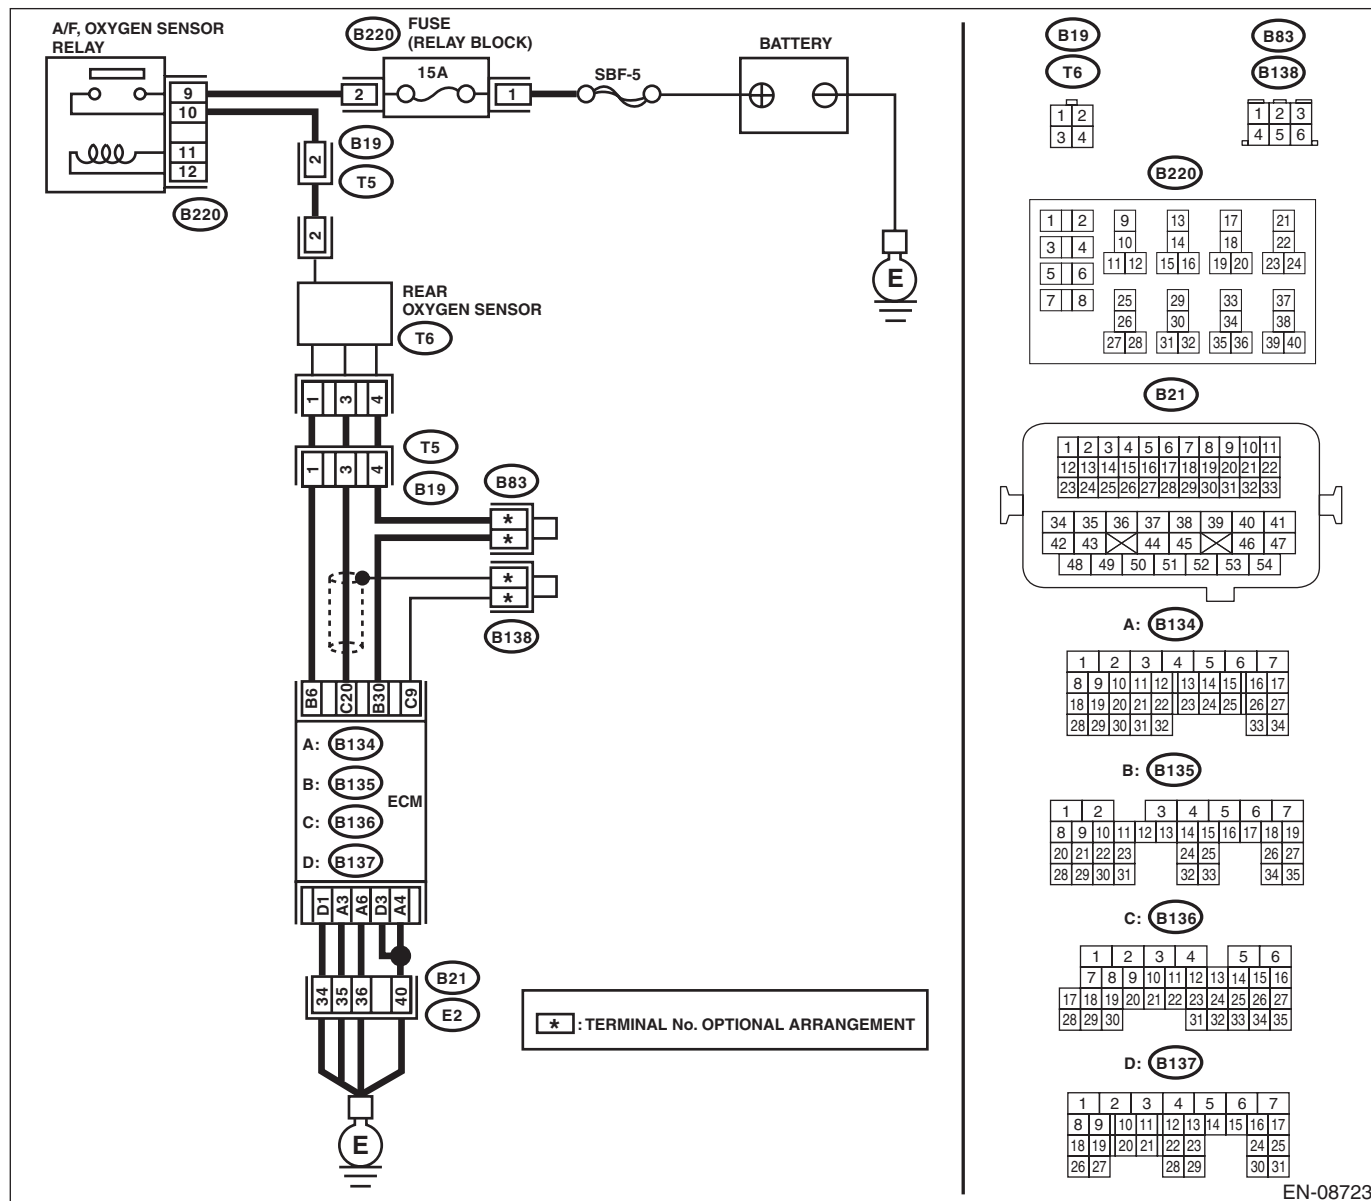 A/F, OXYGEN SENSOR
RELAY
B220
FUSE
(RELAY BLOCK)
15A
SBF-5
BATTERY
9
10
11
12
2
1
B220
2
B19
T5
2
E
REAR
OXYGEN SENSOR
T6
1 3 4
T5
1 3 4
B19
B83
*
*
*
*
B138
B6 C20 B30 C9
A: B134
B: B135
C: B136
D: B137
ECM
D1 A3 A6 D3 A4
34 35 36 40
B21
E2
E
* : TERMINAL No. OPTIONAL ARRANGEMENT
B19
T6
1 2
3 4
B83
B138
1 2 3
4 5 6
B220
1 2 9 13 17 21
3 4 10 14 18 22
5 6 11 12 15 16 19 20 23 24
7 8 25 29 33 37
26 30 34 38
27 28 31 32 35 36 39 40
B21
1 2 3 4 5 6 7 8 9 10 11
12 13 14 15 16 17 18 19 20 21 22
23 24 25 26 27 28 29 30 31 32 33
34 35 36 37 38 39 40 41
42 43 44 45 46 47
48 49 50 51 52 53 54
A: B134
1 2 3 4 5 6 7
8 9 10 11 12 13 14 15 16 17
18 19 20 21 22 23 24 25 26 27
28 29 30 31 32 33 34
B: B135
1 2 3 4 5 6 7
8 9 10 11 12 13 14 15 16 17 18 19
20 21 22 23 24 25 26 27
28 29 30 31 32 33 34 35
C: B136
1 2 3 4 5 6
7 8 9 10 11 12 13 14 15 16
17 18 19 20 21 22 23 24 25 26 27
28 29 30 31 32 33 34 35
D: B137
1 2 3 4 5 6 7
8 9 10 11 12 13 14 15 16 17
18 19 20 21 22 23 24 25
26 27 28 29 30 31
EN-08723